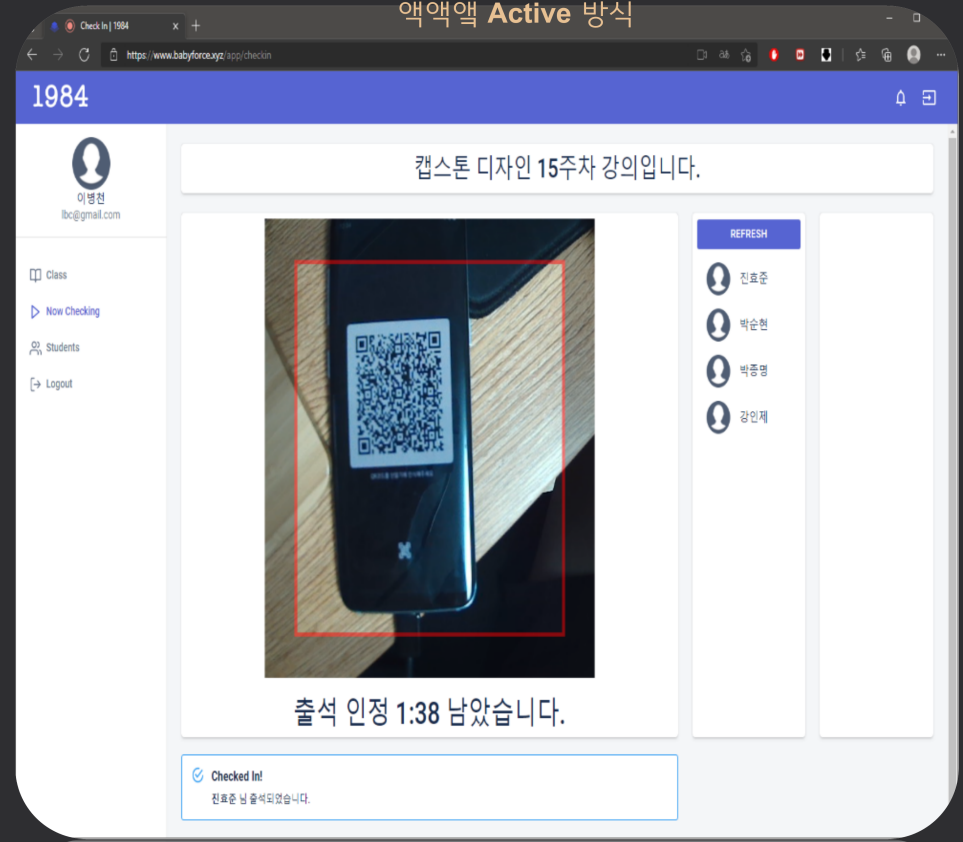 액액앸 Active 방식
Check In | 1984
https://www.babyforce.xyz/app/checkin
1984
이병천
lbc@gmail.com
Class
Now Checking
Students
Logout
캡스톤 디자인 15주차 강의입니다.
출석 인정 1:38 남았습니다.
Checked In!
진효준 님 출석되었습니다.
REFRESH
진효준
박순현
박종명
강인제